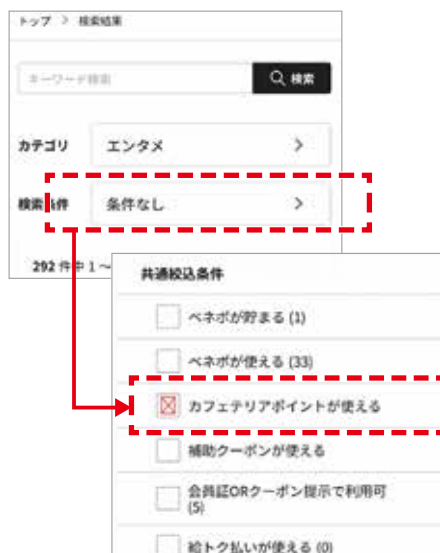 トップ > 検索結果
キーワード検索
検索
カテゴリ
エンタメ
検索条件
条件なし
292 件中 1〜
共通絞込条件
ベネポが貯まる (1)
ベネポが使える (33)
カフェテリアポイントが使える
補助クーポンが使える
会員証ORクーポン提示で利用可
(5)
給トク払いが使える (0)